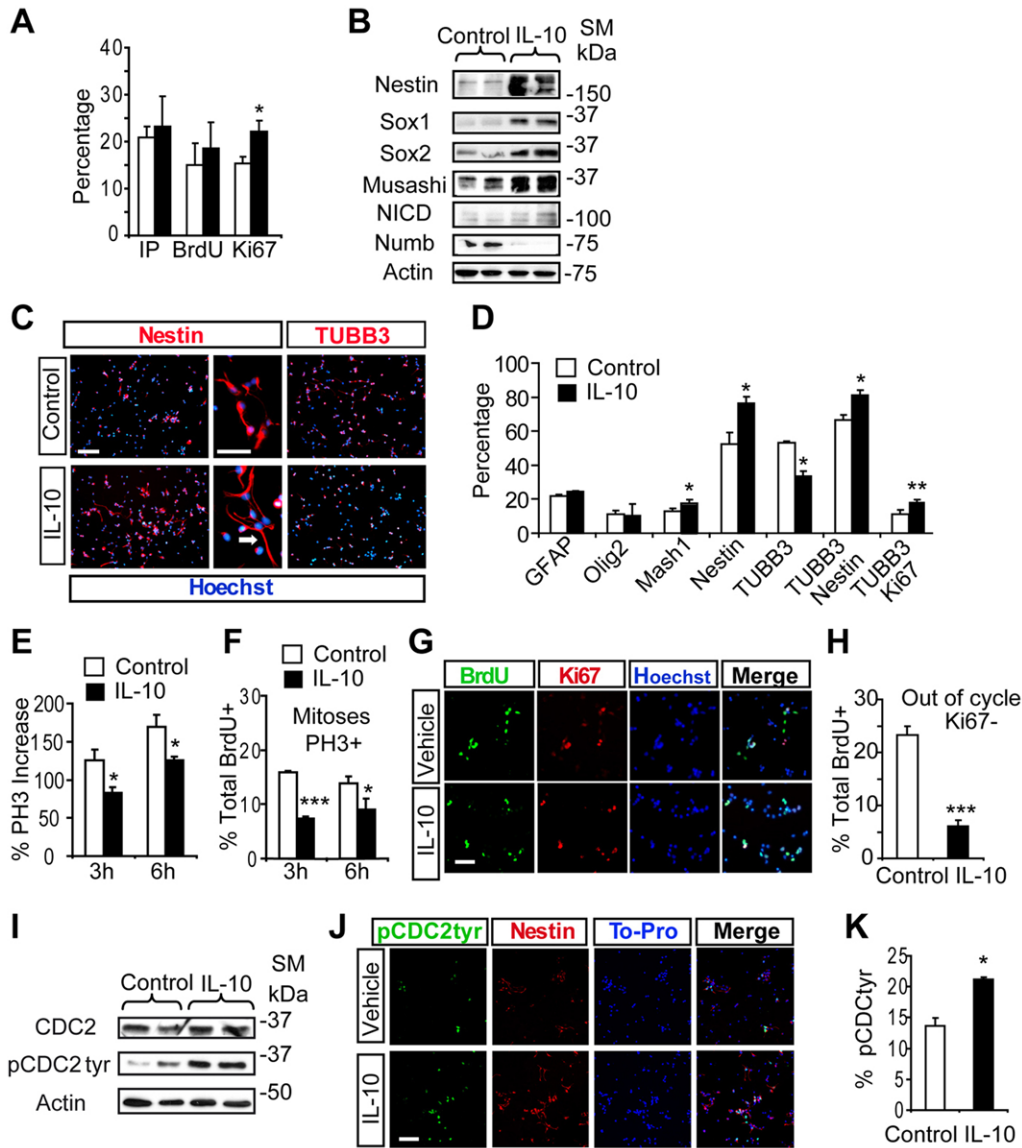 A
40
30
20
10
0
Percentage
*
IP BrdU Ki67
B
Control IL-10 SM
kDa
Nestin -150
Sox1 -37
Sox2 -37
Musashi -37
NICD -100
Numb -75
Actin -75
C
Nestin TUBB3
Control
IL-10
Hoechst
D
Control
IL-10
100
80
60
40
20
0
Percentage
* * * * **
GFAP
Olig2
Mash1
Nestin
TUBB3
TUBB3
Nestin
TUBB3
Ki67
E
Control
IL-10
200
150
100
50
0
% PH3 Increase
* *
3h 6h
F
Control
IL-10
Mitoses
PH3+
30
20
10
0
% Total BrdU+
*** *
3h 6h
G
BrdU Ki67 Hoechst Merge
Vehicle
IL-10
H
Out of cycle
Ki67-
30
20
10
0
% Total BrdU+
***
Control IL-10
I
Control IL-10 SM
kDa
CDC2 -37
pCDC2 tyr -37
Actin -50
J
pCDC2tyr Nestin To-Pro Merge
Vehicle
IL-10
K
25
20
15
10
5
0
% pCDCtyr
*
Control IL-10